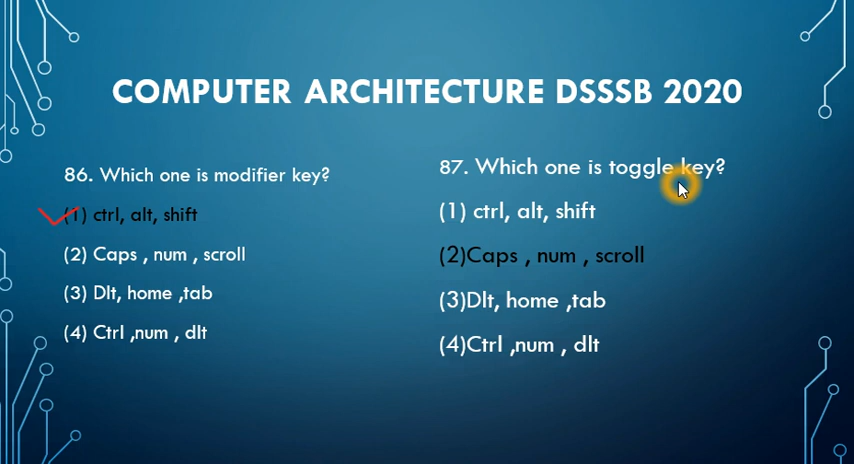 COMPUTER ARCHITECTURE DSSSB 2020
86. Which one is modifier key?
(1) ctrl, alt, shift
(2) Caps , num , scroll
(3) Dlt, home ,tab
(4) Ctrl ,num , dlt
87. Which one is toggle key?
(1) ctrl, alt, shift
(2)Caps , num , scroll
(3)Dlt, home ,tab
(4)Ctrl ,num , dlt